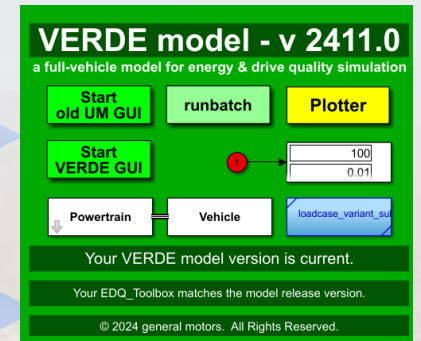 VERDE model - v 2411.0
a full-vehicle model for energy & drive quality simulation
Start
old UM GUI
runbatch
Plotter
Start
VERDE GUI
!
100
0.01
Powertrain
Vehicle
loadcase_variant_sul
Your VERDE model version is current.
Your EDQ_Toolbox matches the model release version.
© 2024 general motors. All Rights Reserved.